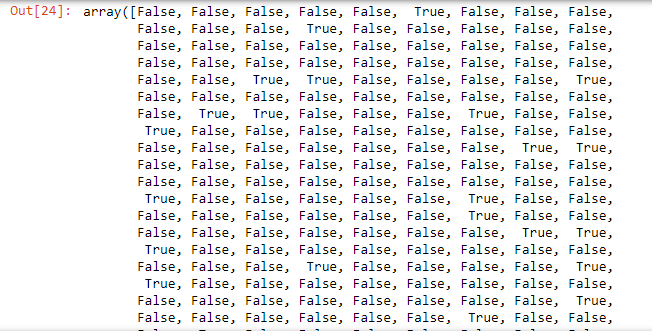 Out[24]: array([False, False, False, False, False, True, False, False, False,
False, False, False, True, False, False, False, False, False,
False, False, False, False, False, False, False, False, False,
False, False, False, False, False, False, False, False, False,
False, False, True, True, False, False, False, False, True,
False, False, False, False, False, False, False, False, False,
False, True, True, False, False, False, True, False, False,
True, False, False, False, False, False, False, False, False,
False, False, False, False, False, False, False, True, True,
False, False, False, False, False, False, False, False, False,
False, False, False, False, False, False, False, False, False,
True, False, False, False, False, False, True, False, False,
False, False, False, False, False, False, True, False, False,
False, False, False, False, False, False, False, True, True,
True, False, False, False, False, False, False, False, False,
False, False, False, True, False, False, False, False, True,
True, False, False, False, False, False, False, False, False,
False, False, False, False, False, False, False, False, True,
False, False, False, False, False, False, True, False, False,